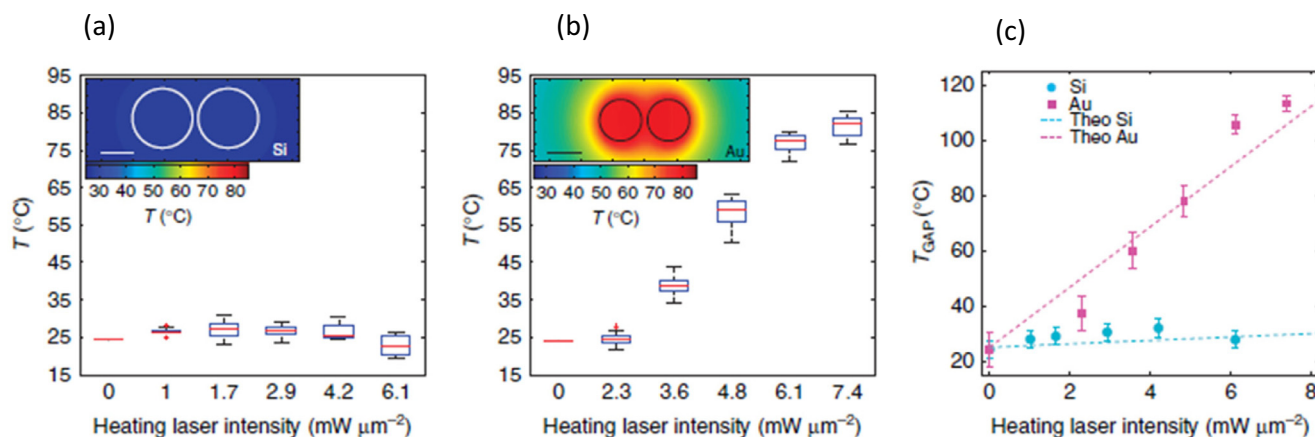 (a)
(b)
(c)
95
85
75
65
55
45
35
25
15
T (°C)
Si
30 40 50 60 70 80
T (°C)
0 1 1.7 2.9 4.2 6.1
Heating laser intensity (mW μm⁻²)
95
85
75
65
55
45
35
25
15
T (°C)
Au
30 40 50 60 70 80
T (°C)
0 2.3 3.6 4.8 6.1 7.4
Heating laser intensity (mW μm⁻²)
120
100
80
60
40
20
T_GAP (°C)
Si
Au
Theo Si
Theo Au
0 2 4 6 8
Heating laser intensity (mW μm⁻²)